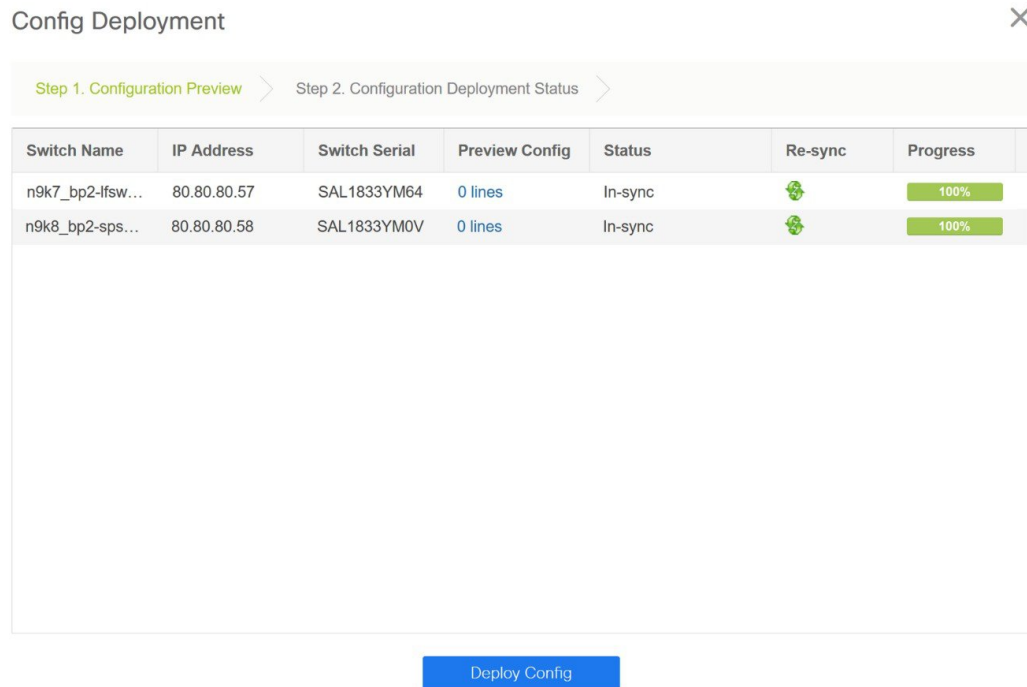 Config Deployment
Step 1. Configuration Preview Step 2. Configuration Deployment Status
Switch Name IP Address Switch Serial Preview Config Status Re-sync Progress
n9k7_bp2-lfsw... 80.80.80.57 SAL1833YM64 0 lines In-sync 100%
n9k8_bp2-sps... 80.80.80.58 SAL1833YM0V 0 lines In-sync 100%
Deploy Config